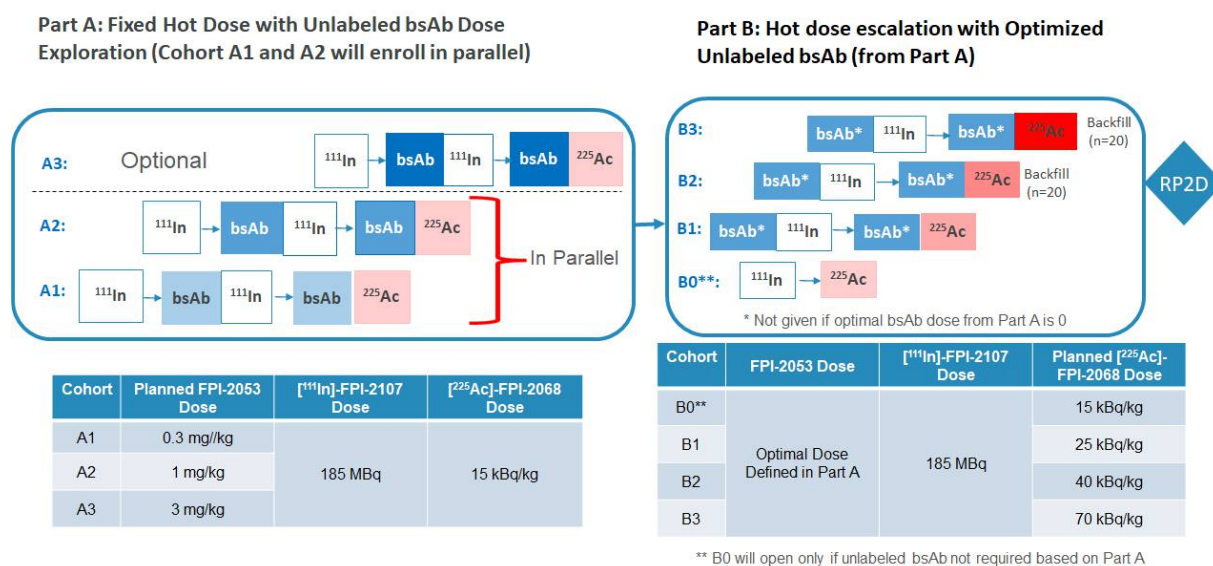 Part A: Fixed Hot Dose with Unlabeled bsAb Dose
Exploration (Cohort A1 and A2 will enroll in parallel)
A3: Optional ¹¹¹In bsAb ¹¹¹In bsAb ²²⁵Ac
A2: ¹¹¹In bsAb ¹¹¹In bsAb ²²⁵Ac
In Parallel
A1: ¹¹¹In bsAb ¹¹¹In bsAb ²²⁵Ac
Cohort Planned FPI-2053 Dose [¹¹¹In]-FPI-2107 Dose [²²⁵Ac]-FPI-2068 Dose
A1 0.3 mg//kg
A2 1 mg/kg 185 MBq 15 kBq/kg
A3 3 mg/kg
Part B: Hot dose escalation with Optimized
Unlabeled bsAb (from Part A)
B3: bsAb* ¹¹¹In bsAb* ²²⁵Ac Backfill (n=20)
B2: bsAb* ¹¹¹In bsAb* ²²⁵Ac Backfill (n=20)
B1: bsAb* ¹¹¹In bsAb* ²²⁵Ac
B0**: ¹¹¹In ²²⁵Ac
* Not given if optimal bsAb dose from Part A is 0
RP2D
Cohort FPI-2053 Dose [¹¹¹In]-FPI-2107 Dose Planned [²²⁵Ac]-FPI-2068 Dose
B0** 15 kBq/kg
B1 Optimal Dose Defined in Part A 185 MBq 25 kBq/kg
B2 40 kBq/kg
B3 70 kBq/kg
** B0 will open only if unlabeled bsAb not required based on Part A